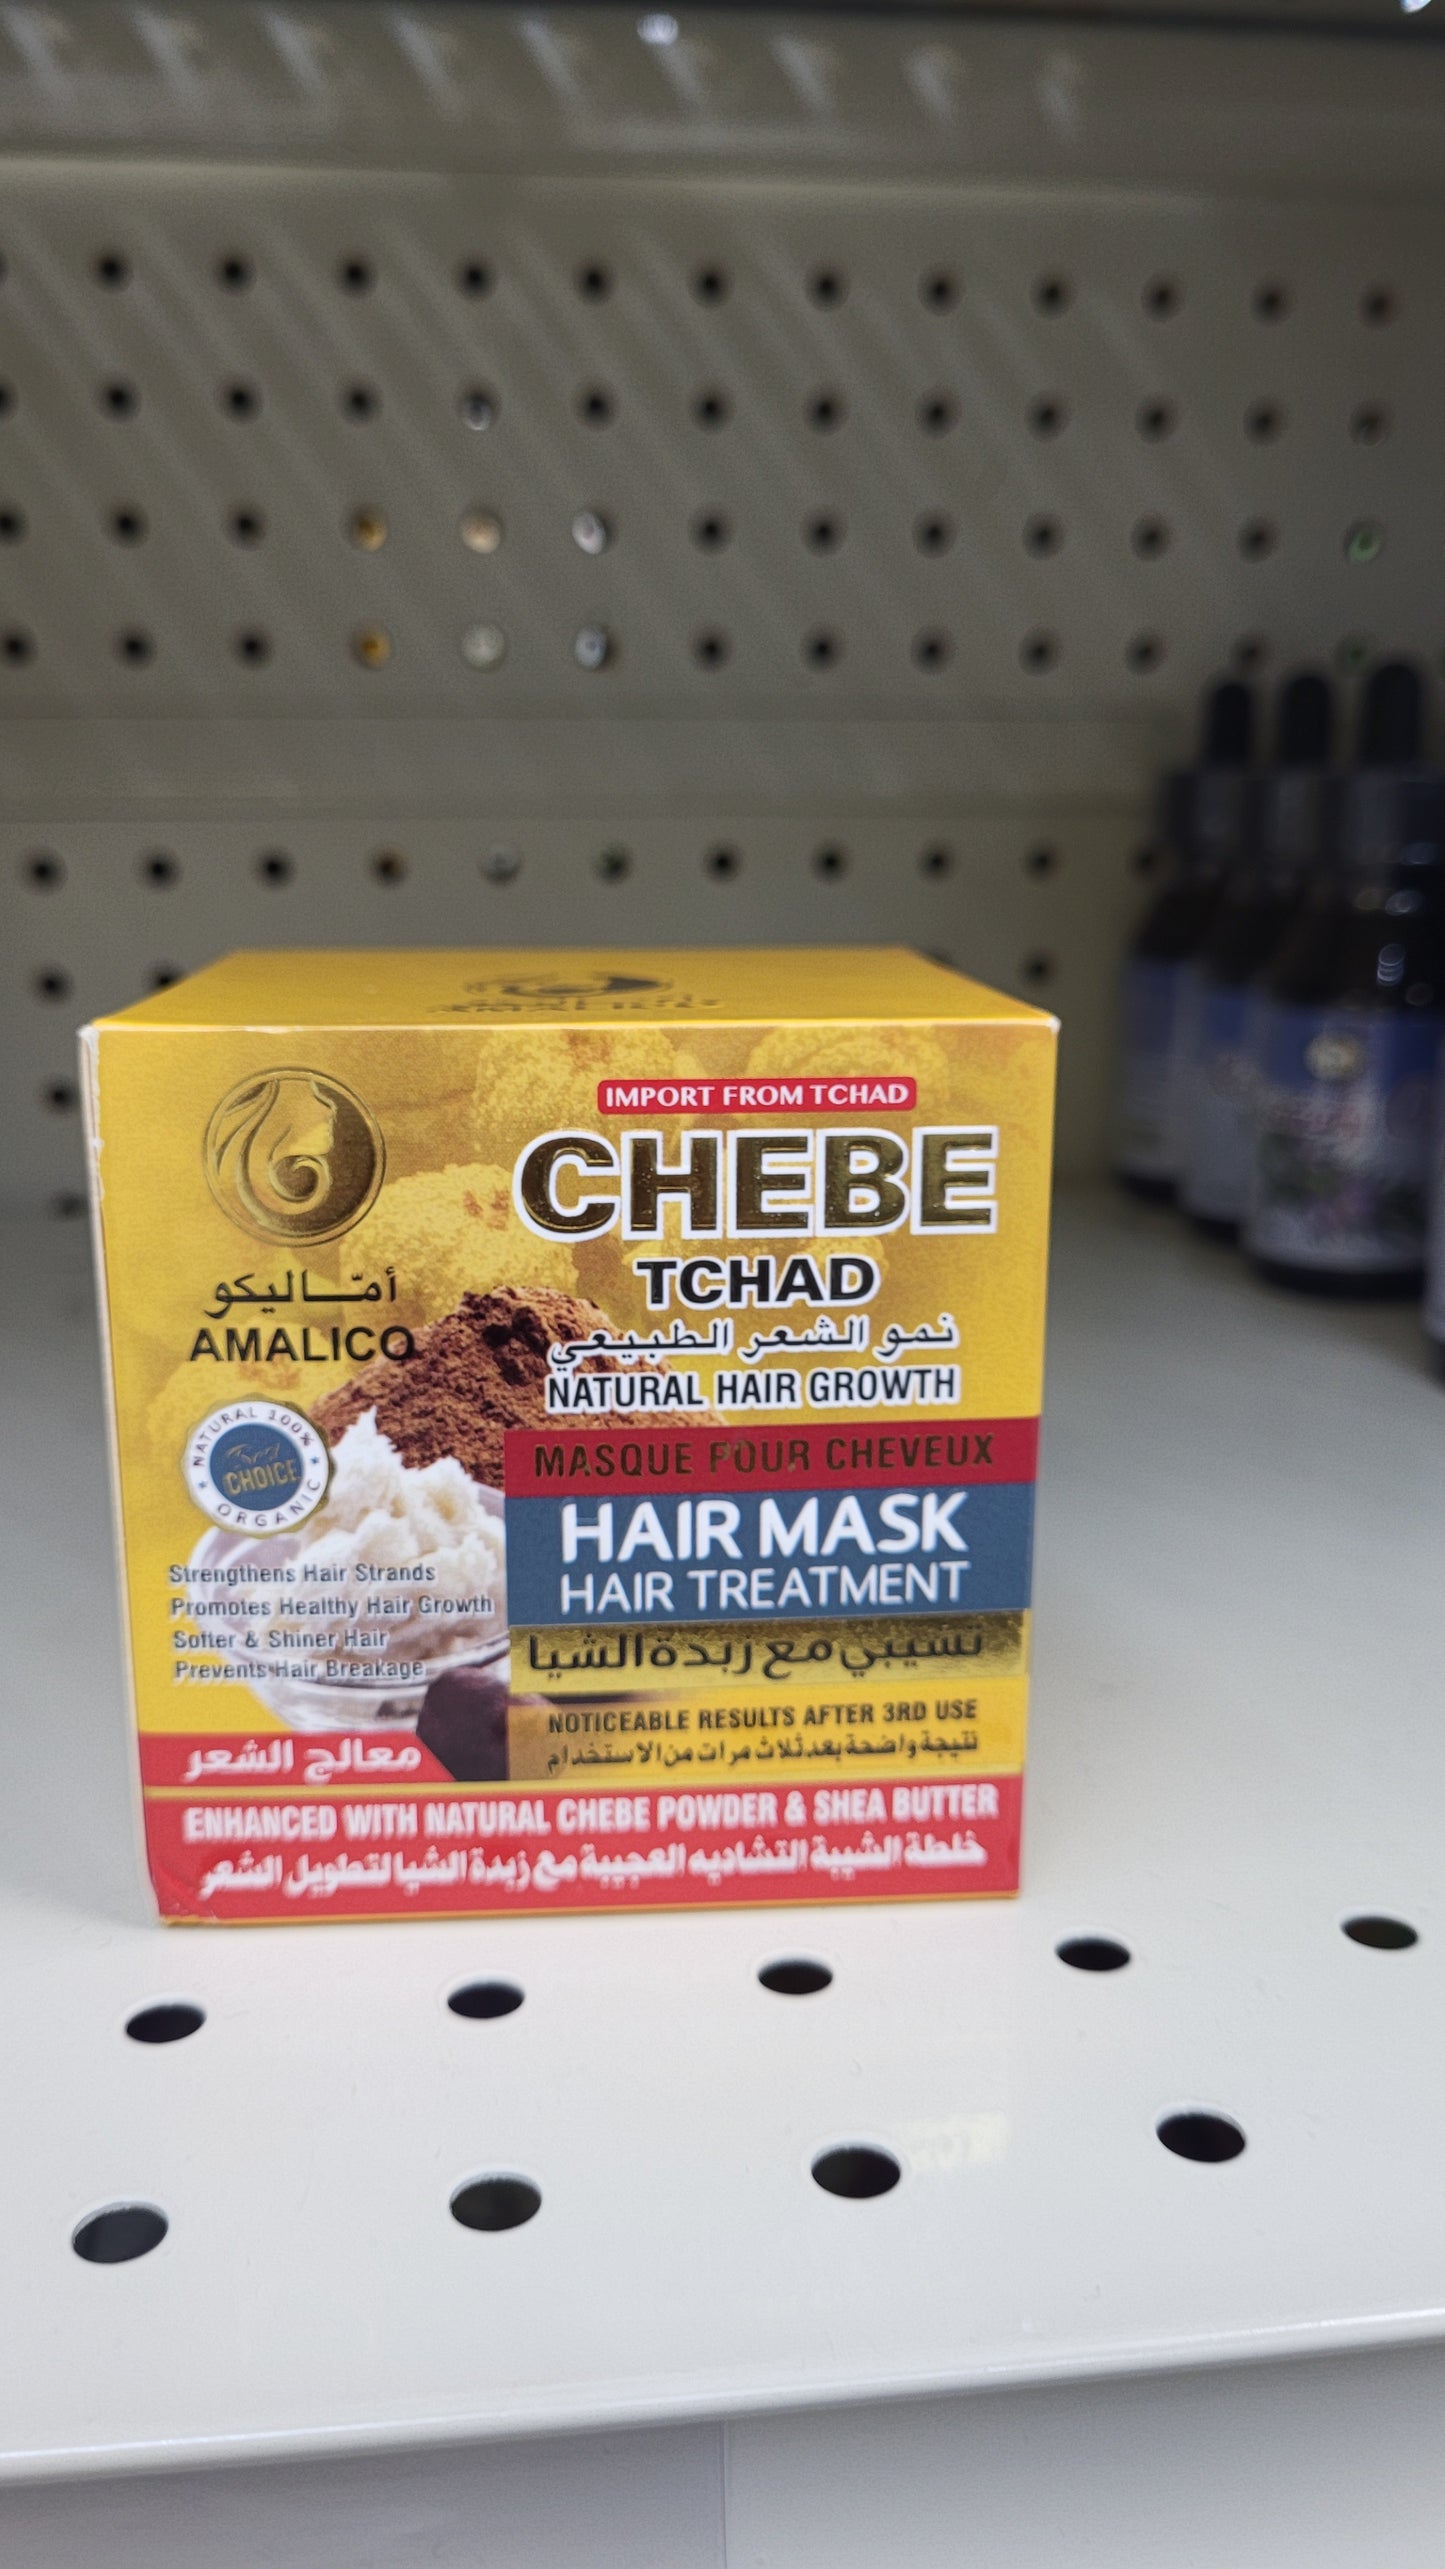 AMALICO
IMPORT FROM TCHAD
CHEBE
TCHAD
نمو الشعر الطبيعي
NATURAL HAIR GROWTH
أمّاليكو
AMALICO
NATURAL 100%
CHOICE
ORGANIC
MASQUE POUR CHEVEUX
HAIR MASK
HAIR TREATMENT
تشيبي مع زبدة الشيا
Strengthens Hair Strands
Promotes Healthy Hair Growth
Softer & Shiner Hair
Prevents Hair Breakage
NOTICEABLE RESULTS AFTER 3RD USE
نتيجة واضحة بعد ثلاث مرات من الاستخدام
معالج الشعر
ENHANCED WITH NATURAL CHEBE POWDER & SHEA BUTTER
خلطة الشيبة التشاديه العجيبة مع زبدة الشيا لتطويل الشعر